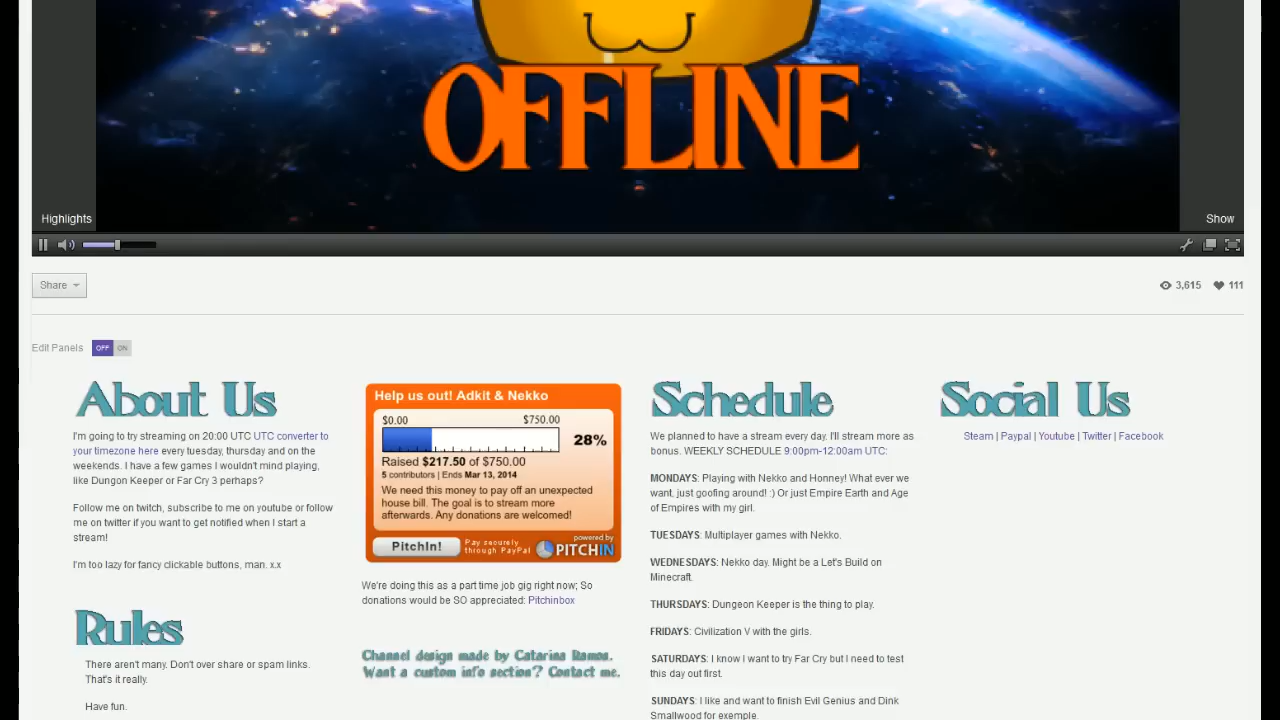 OFFLINE
Highlights
Show
Share
3,615
111
Edit Panels
OFF ON
About Us
I'm going to try streaming on 20:00 UTC UTC converter to
your timezone here every tuesday, thursday and on the
weekends. I have a few games I wouldn't mind playing,
like Dungon Keeper or Far Cry 3 perhaps?
Follow me on twitch, subscribe to me on youtube or follow
me on twitter if you want to get notified when I start a
stream!
I'm too lazy for fancy clickable buttons, man. x.x
Rules
There aren't many. Don't over share or spam links.
That's it really.
Have fun.
Help us out! Adkit & Nekko
$0.00 $750.00
28%
Raised $217.50 of $750.00
5 contributors | Ends Mar 13, 2014
We need this money to pay off an unexpected
house bill. The goal is to stream more
afterwards. Any donations are welcomed!
PitchIn!
Pay securely
through PayPal
powered by
PITCHIN
We're doing this as a part time job gig right now; So
donations would be SO appreciated: Pitchinbox
Channel design made by Catarina Ramos.
Want a custom info section? Contact me.
Schedule
We planned to have a stream every day. I'll stream more as
bonus. WEEKLY SCHEDULE 9:00pm-12:00am UTC:
MONDAYS: Playing with Nekko and Honney! What ever we
want, just goofing around! :) Or just Empire Earth and Age
of Empires with my girl.
TUESDAYS: Multiplayer games with Nekko.
WEDNESDAYS: Nekko day. Might be a Let's Build on
Minecraft.
THURSDAYS: Dungeon Keeper is the thing to play.
FRIDAYS: Civilization V with the girls.
SATURDAYS: I know I want to try Far Cry but I need to test
this day out first.
SUNDAYS: I like and want to finish Evil Genius and Dink
Smallwood for exemple.
Social Us
Steam | Paypal | Youtube | Twitter | Facebook